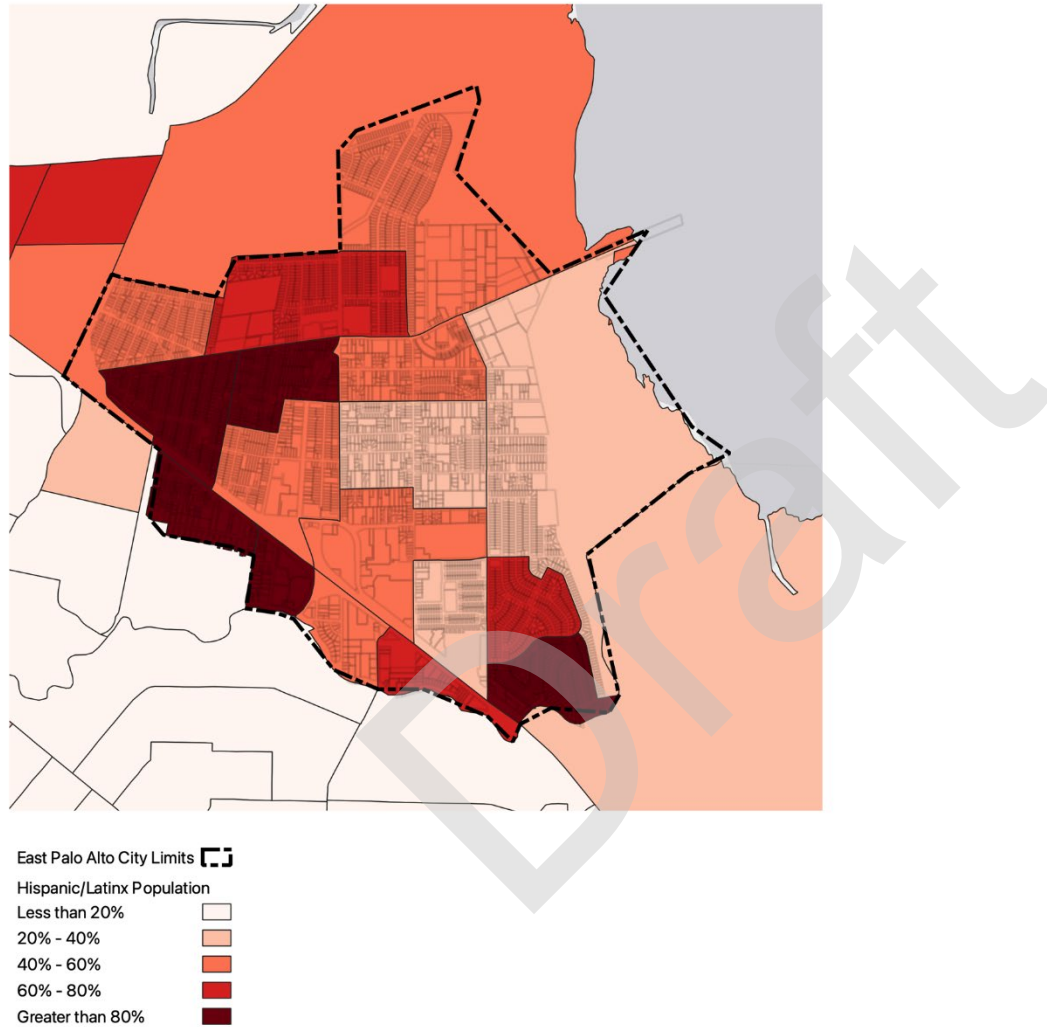 Draft
East Palo Alto City Limits
Hispanic/Latinx Population
Less than 20%
20% - 40%
40% - 60%
60% - 80%
Greater than 80%